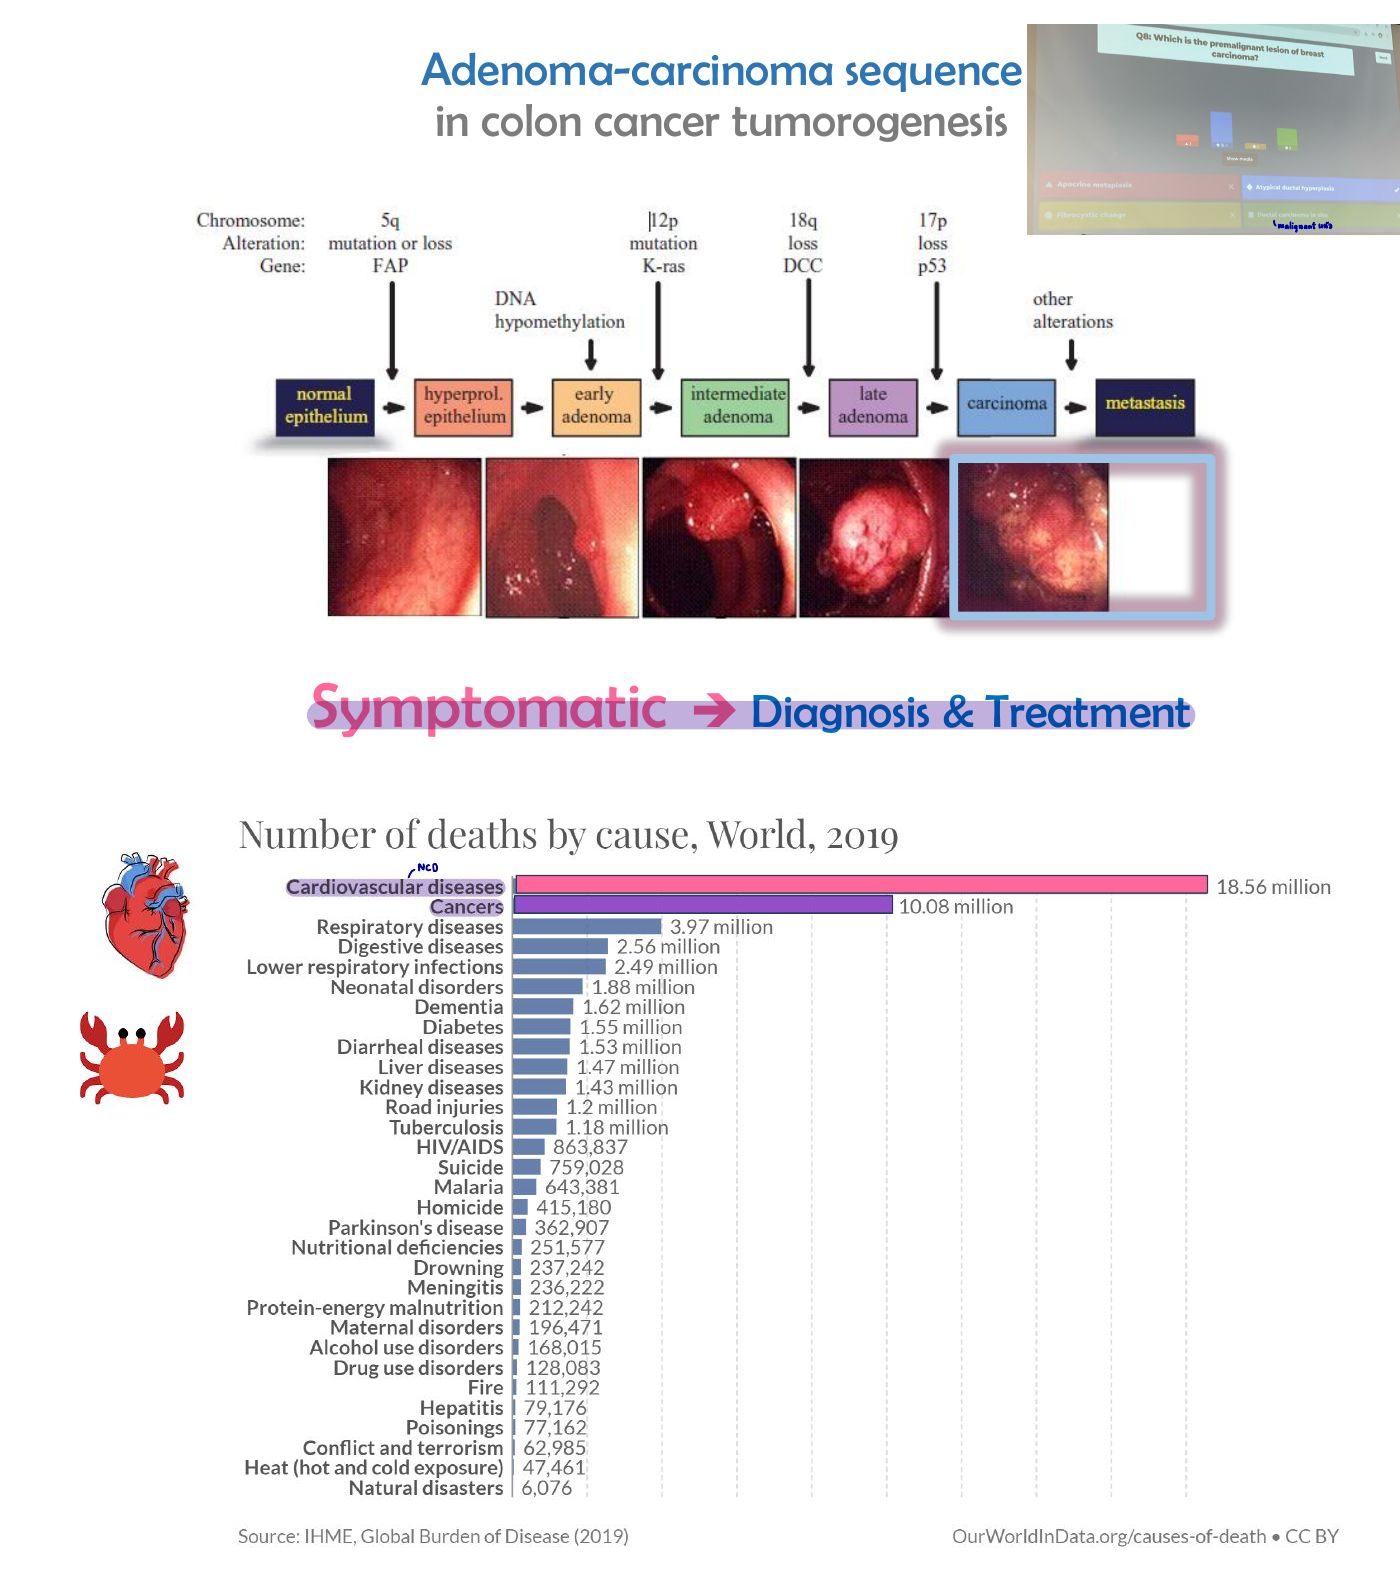 Adenoma-carcinoma sequence
in colon cancer tumorogenesis
Q8: Which is the premalignant lesion of breast
carcinoma?
Show media
Apocrine metaplasia
Atypical ductal hyperplasia
Fibrocystic change
Ductal carcinoma in situ
Chromosome: 5q 12p 18q 17p
Alteration: mutation or loss mutation loss loss
Gene: FAP K-ras DCC p53
DNA
hypomethylation
other
alterations
normal
epithelium
hyperprol.
epithelium
early
adenoma
intermediate
adenoma
late
adenoma
carcinoma
metastasis
Symptomatic → Diagnosis & Treatment
Number of deaths by cause, World, 2019
NCD
Cardiovascular diseases 18.56 million
Cancers 10.08 million
Respiratory diseases 3.97 million
Digestive diseases 2.56 million
Lower respiratory infections 2.49 million
Neonatal disorders 1.88 million
Dementia 1.62 million
Diabetes 1.55 million
Diarrheal diseases 1.53 million
Liver diseases 1.47 million
Kidney diseases 1.43 million
Road injuries 1.2 million
Tuberculosis 1.18 million
HIV/AIDS 863,837
Suicide 759,028
Malaria 643,381
Homicide 415,180
Parkinson's disease 362,907
Nutritional deficiencies 251,577
Drowning 237,242
Meningitis 236,222
Protein-energy malnutrition 212,242
Maternal disorders 196,471
Alcohol use disorders 168,015
Drug use disorders 128,083
Fire 111,292
Hepatitis 79,176
Poisonings 77,162
Conflict and terrorism 62,985
Heat (hot and cold exposure) 47,461
Natural disasters 6,076
Source: IHME, Global Burden of Disease (2019)
OurWorldInData.org/causes-of-death • CC BY